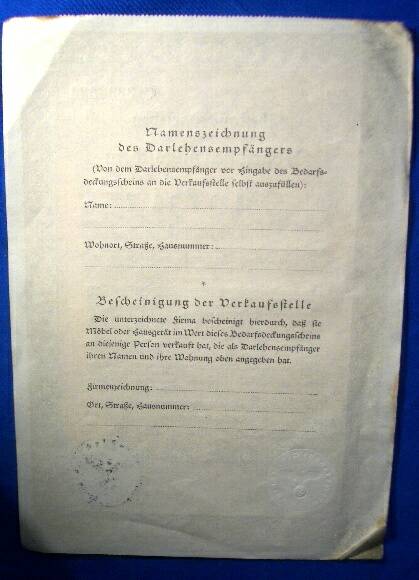 Namenszeichnung
des Darlehensempfängers
(Von dem Darlehensempfänger vor Hingabe des Bedarfs-
deckungsscheins an die Verkaufsstelle selbst auszufüllen):
Name:
Wohnort, Straße, Hausnummer:
*
Bescheinigung der Verkaufsstelle
Die unterzeichnete Firma bescheinigt hierdurch, daß sie
Möbel oder Hausgerät im Wert dieses Bedarfsdeckungsscheins
an diejenige Person verkauft hat, die als Darlehensempfänger
ihren Namen und ihre Wohnung oben angegeben hat.
Firmenzeichnung:
Ort, Straße, Hausnummer: